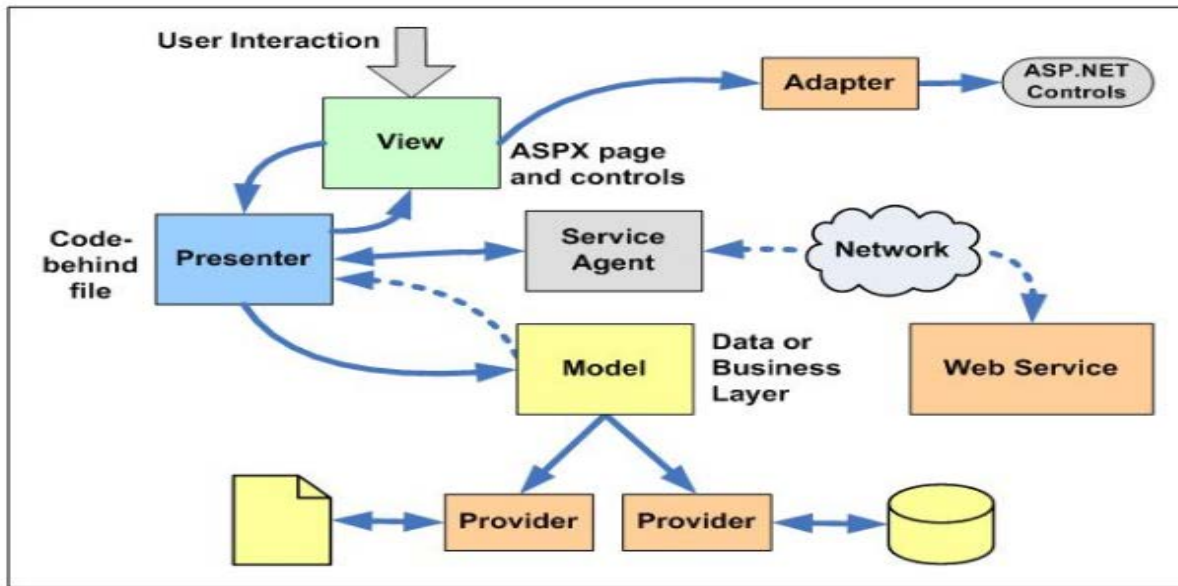 User Interaction
View
ASPX page
and controls
Adapter
ASP.NET
Controls
Code-
behind
file
Presenter
Service
Agent
Network
Model
Data or
Business
Layer
Web Service
Provider
Provider